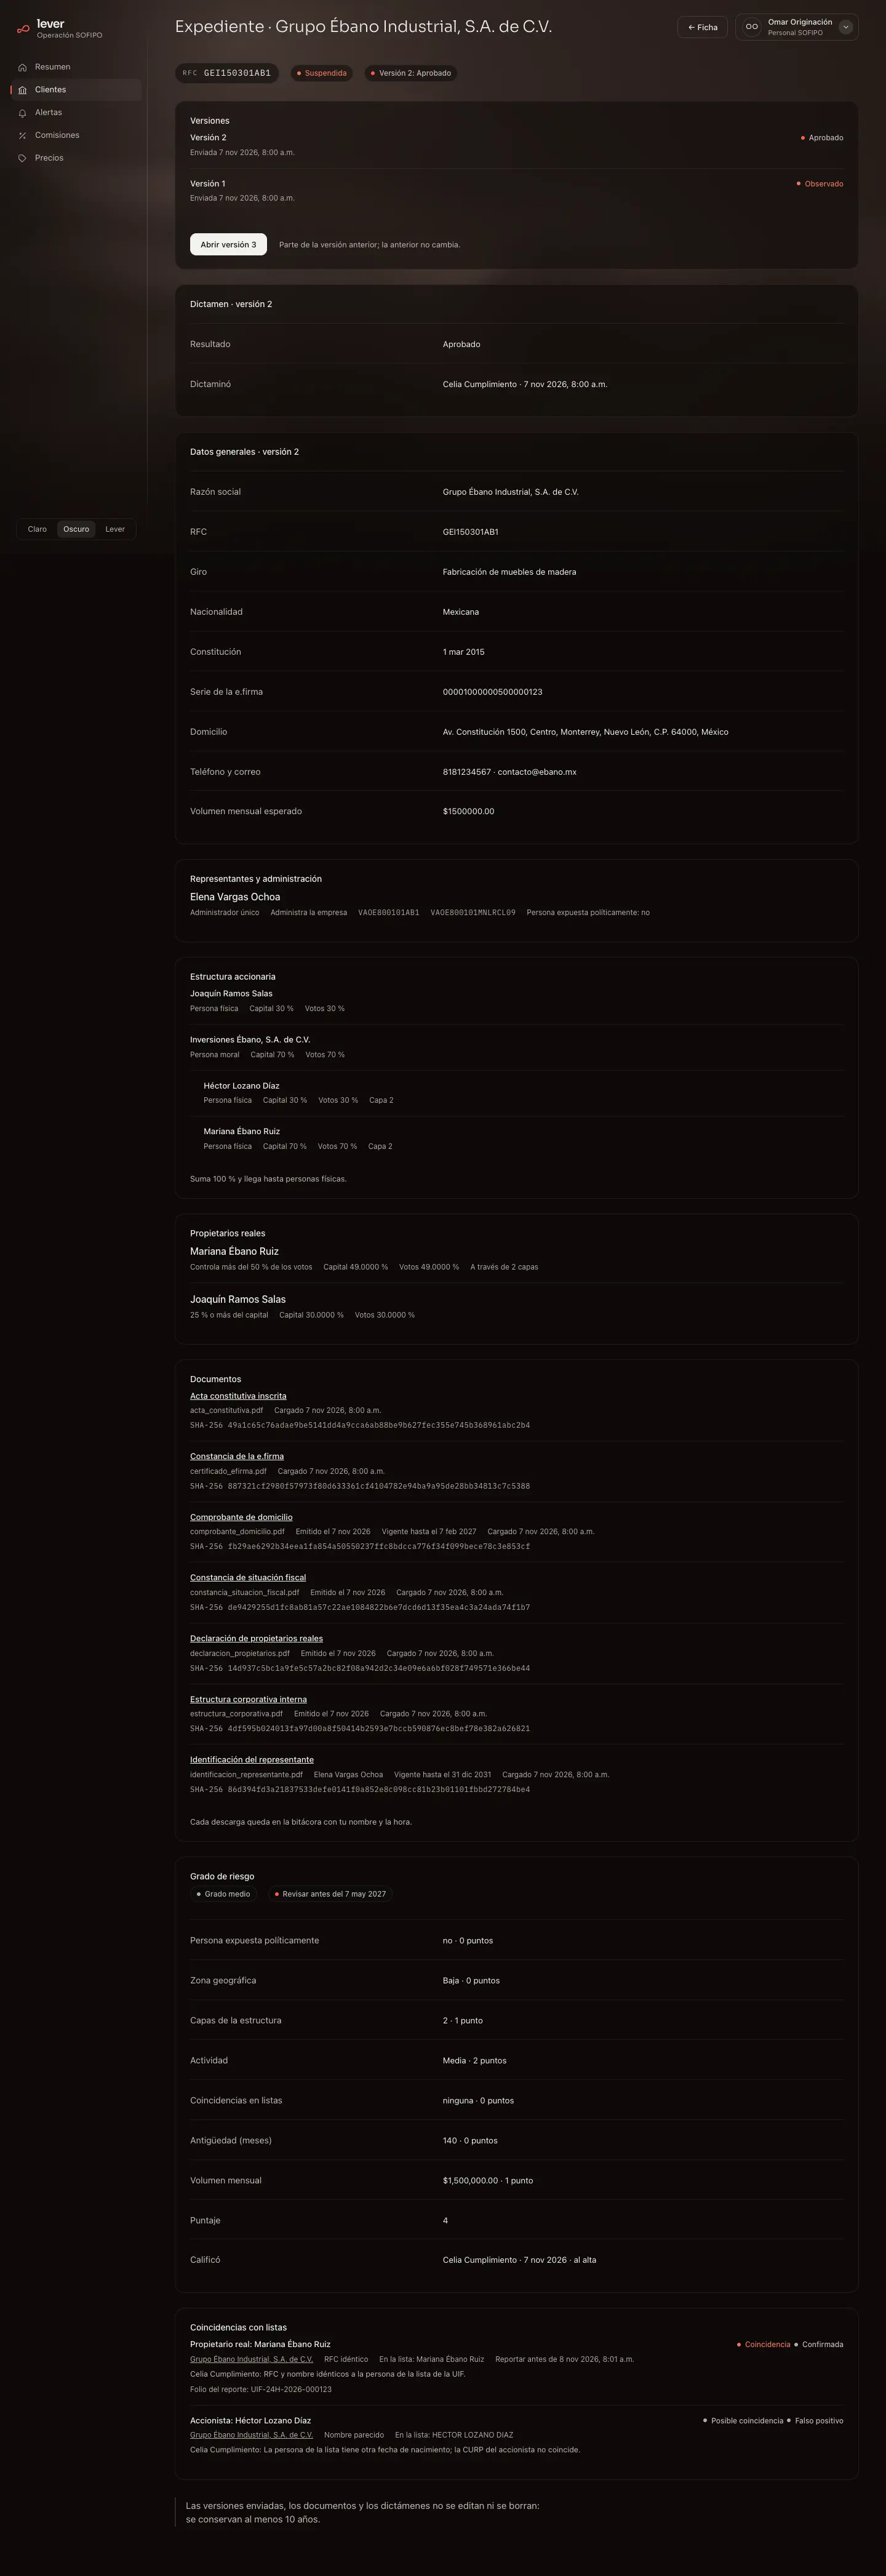 lever
Operación SOFIPO
Resumen
Clientes
Alertas
Comisiones
Precios
Claro
Oscuro
Lever
Expediente · Grupo Ébano Industrial, S.A. de C.V.
← Ficha
OO
Omar Originación
Personal SOFIPO
RFC GEI150301AB1
Suspendida
Versión 2: Aprobado
Versiones
Versión 2
Aprobado
Enviada 7 nov 2026, 8:00 a.m.
Versión 1
Observado
Enviada 7 nov 2026, 8:00 a.m.
Abrir versión 3
Parte de la versión anterior; la anterior no cambia.
Dictamen · versión 2
Resultado
Aprobado
Dictaminó
Celia Cumplimiento · 7 nov 2026, 8:00 a.m.
Datos generales · versión 2
Razón social
Grupo Ébano Industrial, S.A. de C.V.
RFC
GEI150301AB1
Giro
Fabricación de muebles de madera
Nacionalidad
Mexicana
Constitución
1 mar 2015
Serie de la e.firma
00001000000500000123
Domicilio
Av. Constitución 1500, Centro, Monterrey, Nuevo León, C.P. 64000, México
Teléfono y correo
8181234567 · contacto@ebano.mx
Volumen mensual esperado
$1500000.00
Representantes y administración
Elena Vargas Ochoa
Administrador único Administra la empresa VAOE800101AB1 VAOE800101MNLRCL09 Persona expuesta políticamente: no
Estructura accionaria
Joaquín Ramos Salas
Persona física Capital 30 % Votos 30 %
Inversiones Ébano, S.A. de C.V.
Persona moral Capital 70 % Votos 70 %
Héctor Lozano Díaz
Persona física Capital 30 % Votos 30 % Capa 2
Mariana Ébano Ruiz
Persona física Capital 70 % Votos 70 % Capa 2
Suma 100 % y llega hasta personas físicas.
Propietarios reales
Mariana Ébano Ruiz
Controla más del 50 % de los votos Capital 49.0000 % Votos 49.0000 % A través de 2 capas
Joaquín Ramos Salas
25 % o más del capital Capital 30.0000 % Votos 30.0000 %
Documentos
Acta constitutiva inscrita
acta_constitutiva.pdf Cargado 7 nov 2026, 8:00 a.m.
SHA-256 49a1c65c76adae9be5141dd4a9cca6ab88be9b627fec355e745b368961abc2b4
Constancia de la e.firma
certificado_efirma.pdf Cargado 7 nov 2026, 8:00 a.m.
SHA-256 887321cf2980f57973f80d633361cf4104782e94ba9a95de28bb34813c7c5388
Comprobante de domicilio
comprobante_domicilio.pdf Emitido el 7 nov 2026 Vigente hasta el 7 feb 2027 Cargado 7 nov 2026, 8:00 a.m.
SHA-256 fb29ae6292b34eea1fa854a50550237ffc8bdcca776f34f099bece78c3e853cf
Constancia de situación fiscal
constancia_situacion_fiscal.pdf Emitido el 7 nov 2026 Cargado 7 nov 2026, 8:00 a.m.
SHA-256 de9429255d1fc8ab81a57c22ae1084822b6e7dcd6d13f35ea4c3a24ada74f1b7
Declaración de propietarios reales
declaracion_propietarios.pdf Emitido el 7 nov 2026 Cargado 7 nov 2026, 8:00 a.m.
SHA-256 14d937c5bc1a9fe5c57a2bc82f08a942d2c34e09e6a6bf028f749571e366be44
Estructura corporativa interna
estructura_corporativa.pdf Emitido el 7 nov 2026 Cargado 7 nov 2026, 8:00 a.m.
SHA-256 4df595b024013fa97d00a8f50414b2593e7bccb590876ec8bef78e382a626821
Identificación del representante
identificacion_representante.pdf Elena Vargas Ochoa Vigente hasta el 31 dic 2031 Cargado 7 nov 2026, 8:00 a.m.
SHA-256 86d394fd3a21837533defe0141f0a852e8c098cc81b23b01101fbbd272784be4
Cada descarga queda en la bitácora con tu nombre y la hora.
Grado de riesgo
Grado medio
Revisar antes del 7 may 2027
Persona expuesta políticamente
no · 0 puntos
Zona geográfica
Baja · 0 puntos
Capas de la estructura
2 · 1 punto
Actividad
Media · 2 puntos
Coincidencias en listas
ninguna · 0 puntos
Antigüedad (meses)
140 · 0 puntos
Volumen mensual
$1,500,000.00 · 1 punto
Puntaje
4
Calificó
Celia Cumplimiento · 7 nov 2026 · al alta
Coincidencias con listas
Propietario real: Mariana Ébano Ruiz
Coincidencia Confirmada
Grupo Ébano Industrial, S.A. de C.V. RFC idéntico En la lista: Mariana Ébano Ruiz Reportar antes de 8 nov 2026, 8:01 a.m.
Celia Cumplimiento: RFC y nombre idénticos a la persona de la lista de la UIF.
Folio del reporte: UIF-24H-2026-000123
Accionista: Héctor Lozano Díaz
Posible coincidencia Falso positivo
Grupo Ébano Industrial, S.A. de C.V. Nombre parecido En la lista: HECTOR LOZANO DIAZ
Celia Cumplimiento: La persona de la lista tiene otra fecha de nacimiento; la CURP del accionista no coincide.
Las versiones enviadas, los documentos y los dictámenes no se editan ni se borran:
se conservan al menos 10 años.